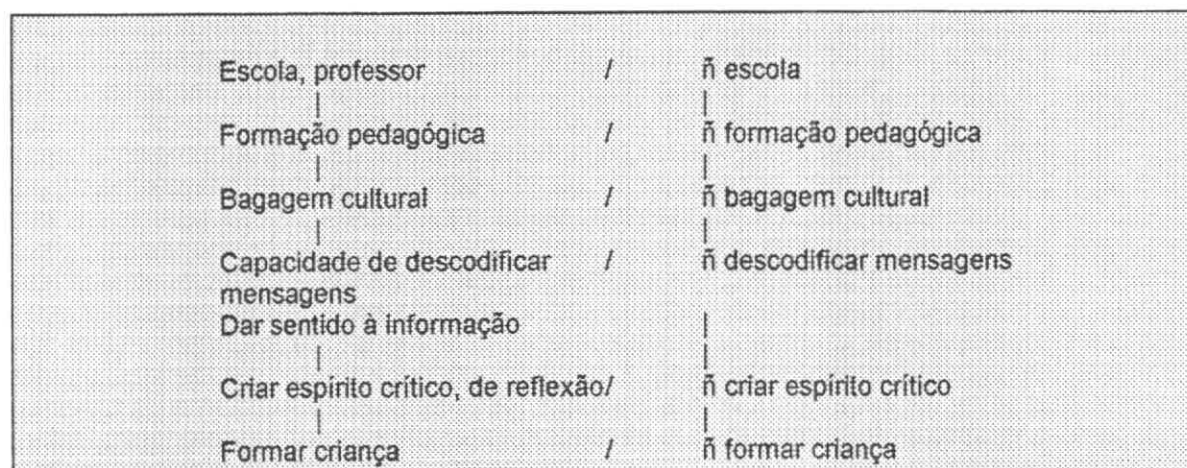 Escola, professor / ñ escola
Formação pedagógica / ñ formação pedagógica
Bagagem cultural / ñ bagagem cultural
Capacidade de descodificar / ñ descodificar mensagens
mensagens
Dar sentido à informação
Criar espírito crítico, de reflexão/ ñ criar espírito crítico
Formar criança / ñ formar criança